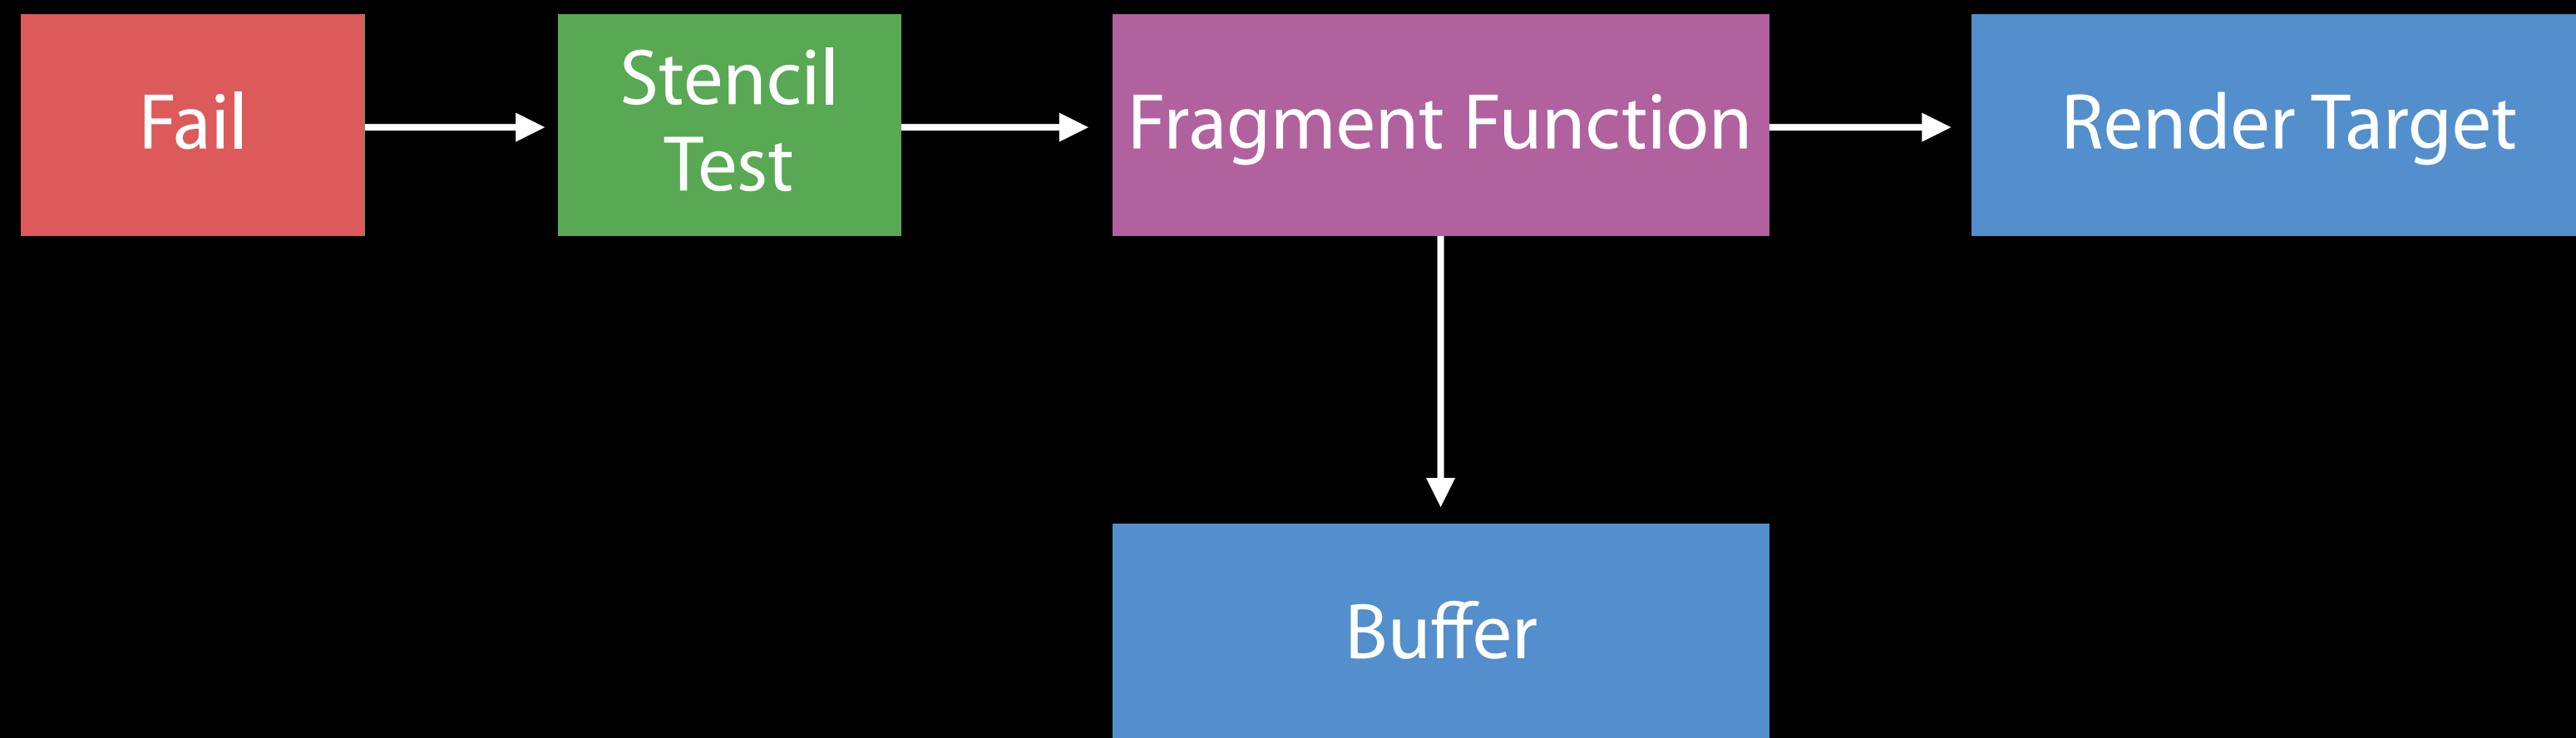 Fail
Stencil
Test
Fragment Function
Render Target
Buffer